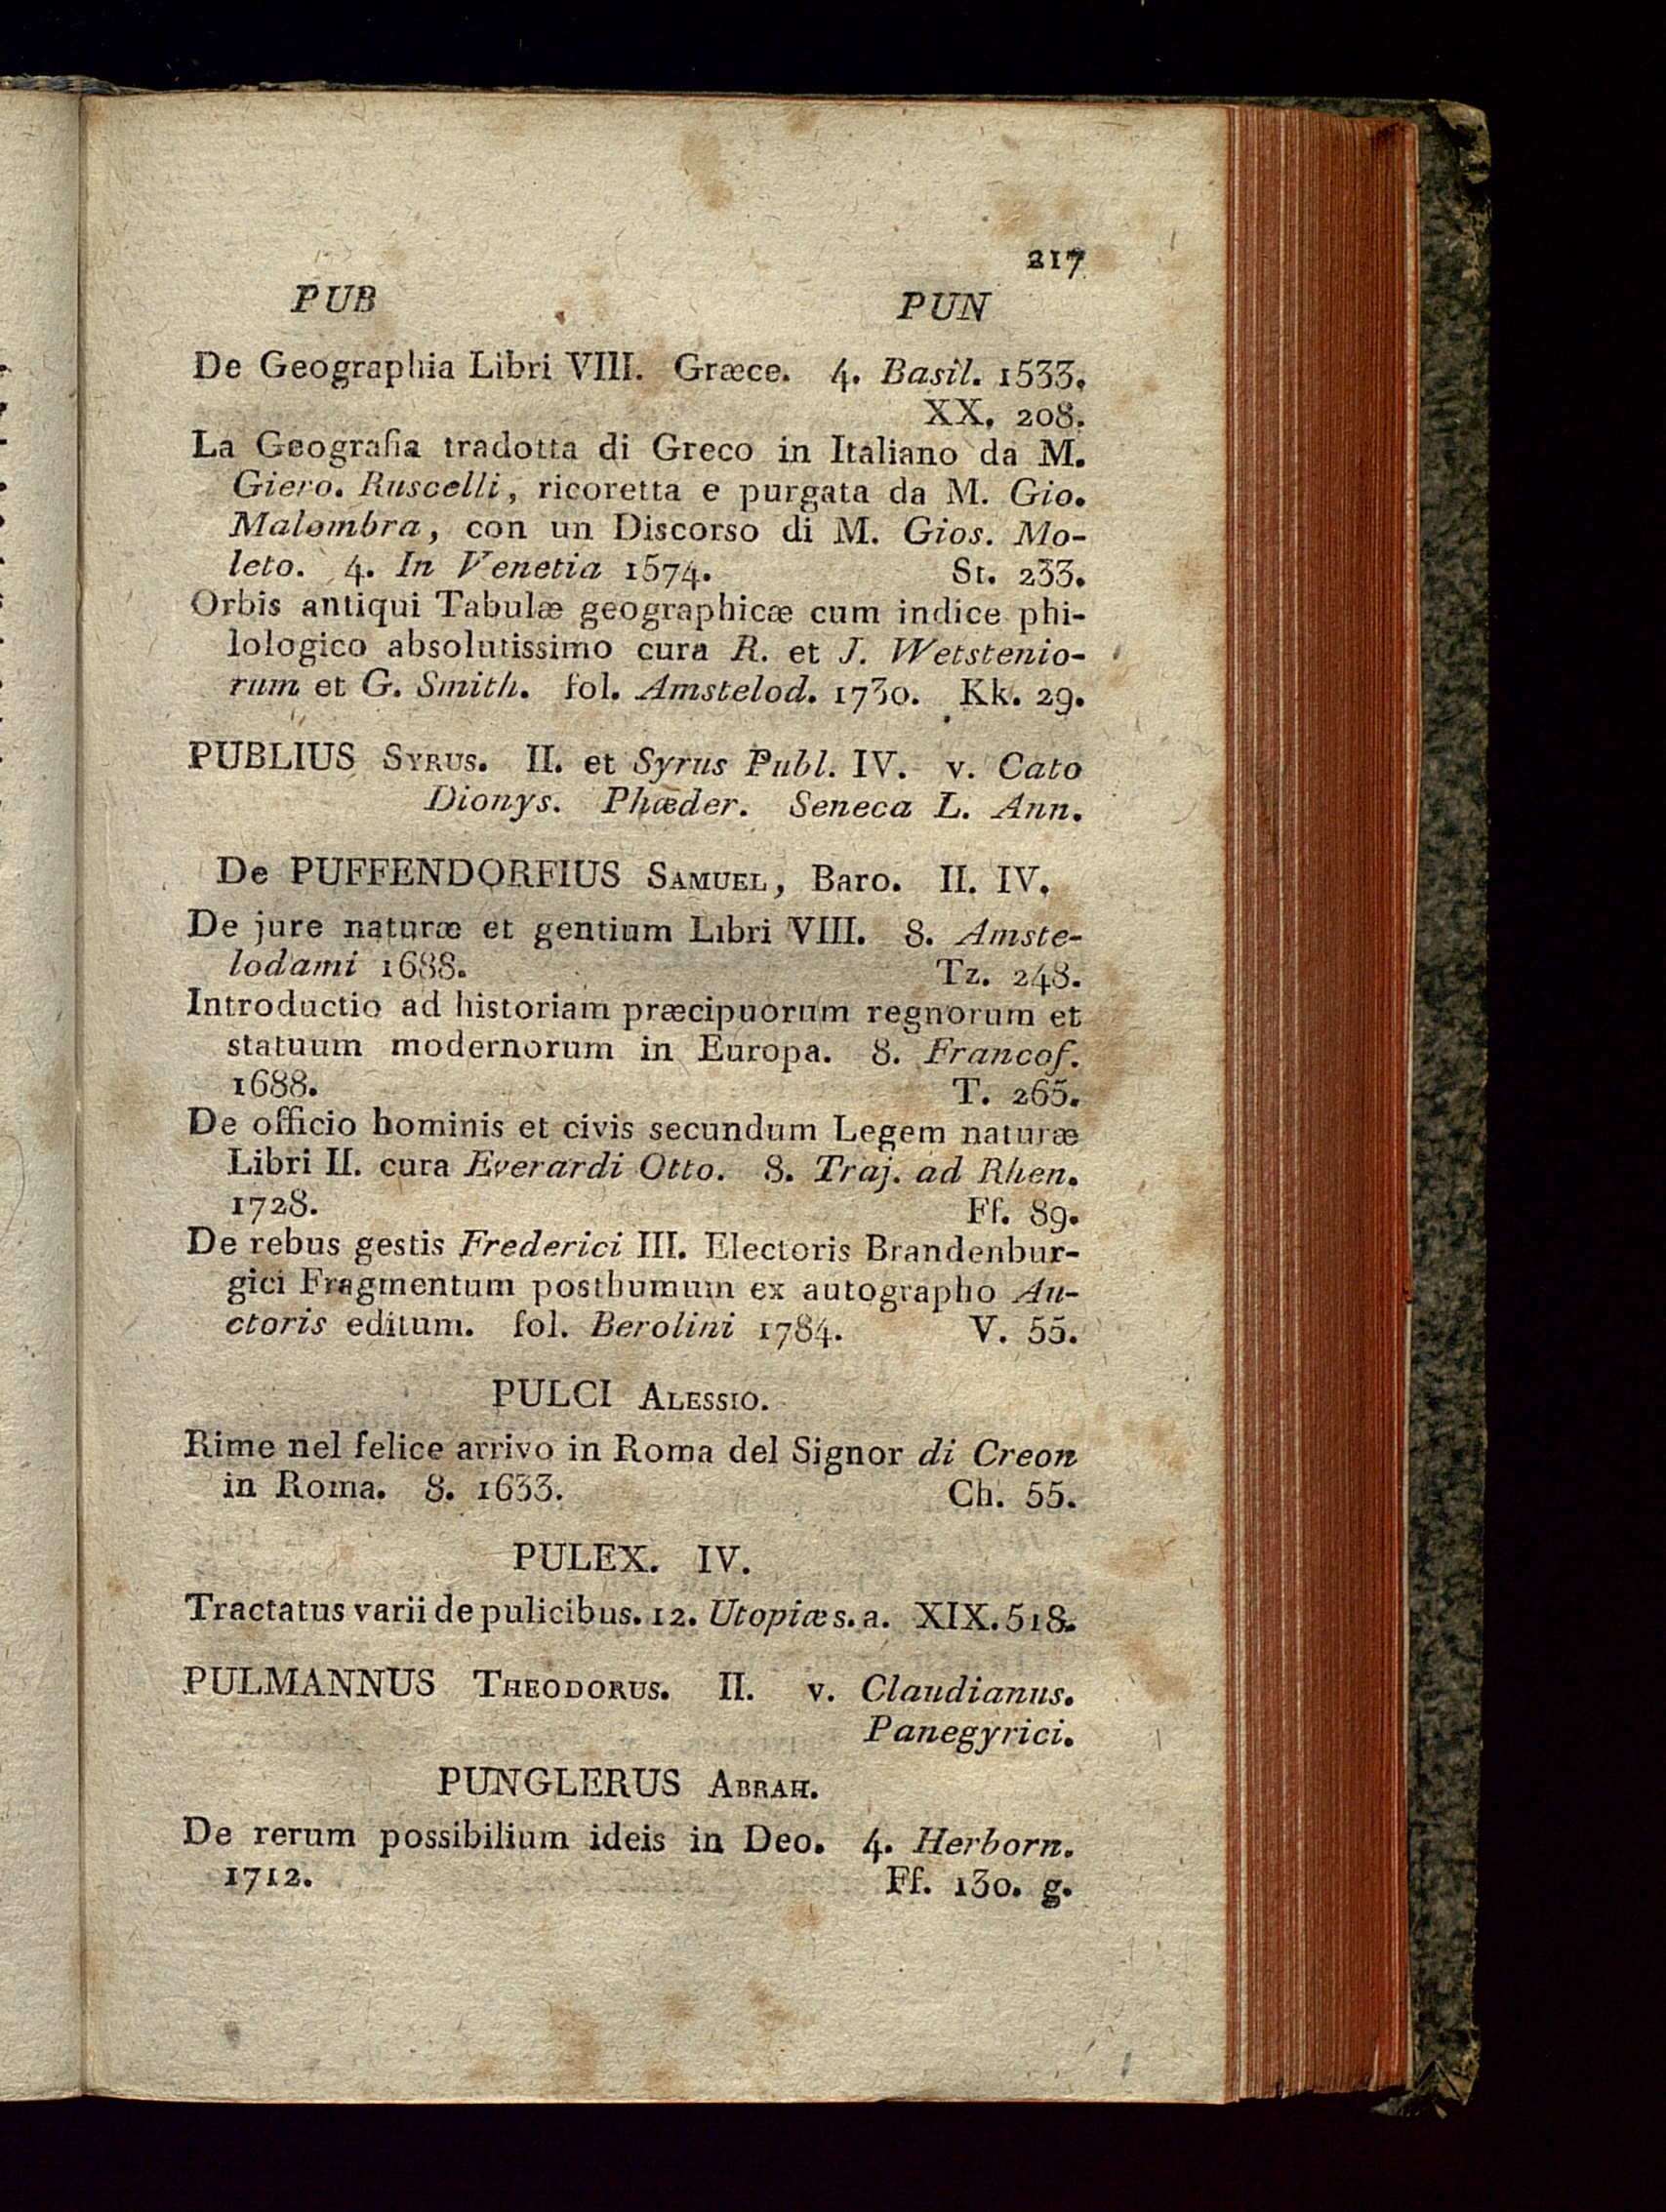 217
PUB PUN
De Geographia Libri VIII. Græce. 4. Basil. 1533.
XX. 208.
La Geografia tradotta di Greco in Italiano da M.
Giero. Ruscelli, ricoretta e purgata da M. Gio.
Malombra, con un Discorso di M. Gios. Mo-
leto. 4. In Venetia 1574. St. 233.
Orbis antiqui Tabulæ geographicæ cum indice phi-
lologico absolutissimo cura R. et J. Wetstenio-
rum et G. Smith. fol. Amstelod. 1730. Kk. 29.
PUBLIUS SYRUS. II. et Syrus Publ. IV. v. Cato
Dionys. Phæder. Seneca L. Ann.
De PUFFENDORFIUS SAMUEL, Baro. II. IV.
De jure naturæ et gentium Libri VIII. 8. Amste-
lodami 1688. Tz. 248.
Introductio ad historiam præcipuorum regnorum et
statuum modernorum in Europa. 8. Francof.
1688. T. 265.
De officio hominis et civis secundum Legem naturæ
Libri II. cura Everardi Otto. 8. Traj. ad Rhen.
1728. Ff. 89.
De rebus gestis Frederici III. Electoris Brandenbur-
gici Fragmentum posthumum ex autographo Au-
ctoris editum. fol. Berolini 1784. V. 55.
PULCI ALESSIO.
Rime nel felice arrivo in Roma del Signor di Creon
in Roma. 8. 1633. Ch. 55.
PULEX. IV.
Tractatus varii de pulicibus. 12. Utopiæ s. a. XIX. 518.
PULMANNUS THEODORUS. II. v. Claudianus.
Panegyrici.
PUNGLERUS ABRAH.
De rerum possibilium ideis in Deo. 4. Herborn.
1712. Ff. 130. g.